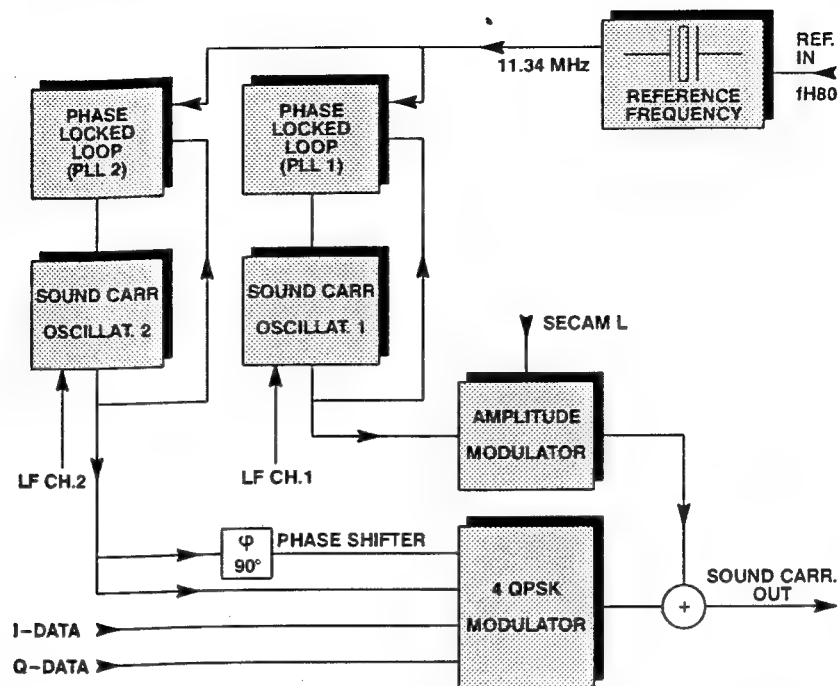 REF.
IN
fH80
11.34 MHz
REFERENCE
FREQUENCY
PHASE
LOCKED
LOOP
(PLL 2)
PHASE
LOCKED
LOOP
(PLL 1)
SOUND CARR
OSCILLAT. 2
SOUND CARR
OSCILLAT. 1
SECAM L
AMPLITUDE
MODULATOR
LF CH.2
LF CH.1
φ
90°
PHASE SHIFTER
4 QPSK
MODULATOR
+
SOUND CARR.
OUT
I-DATA
Q-DATA